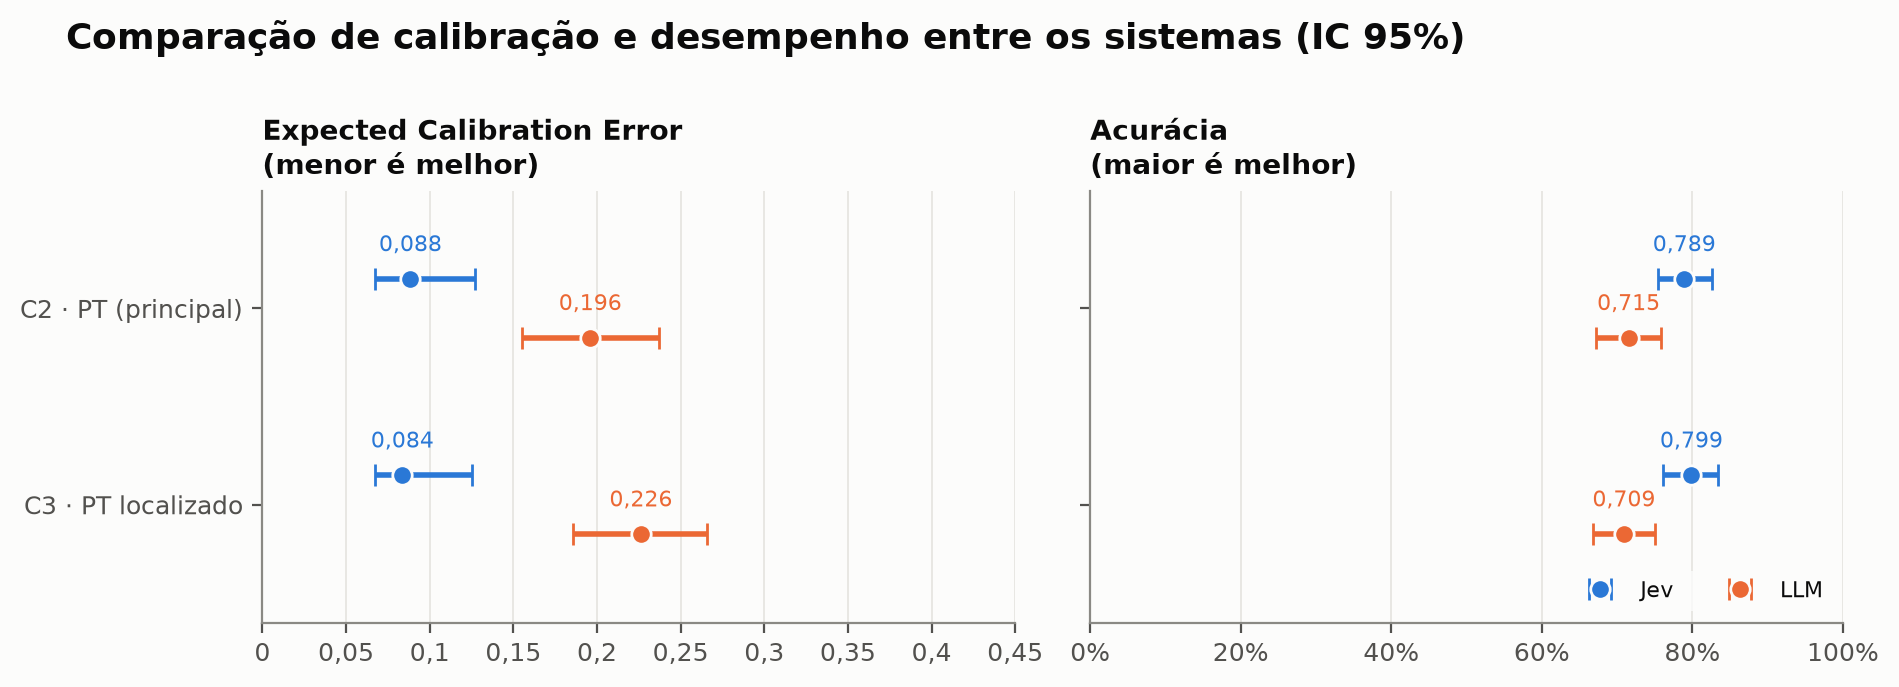 Comparação de calibração e desempenho entre os sistemas (IC 95%)
Expected Calibration Error
(menor é melhor)
Acurácia
(maior é melhor)
C2 · PT (principal)
C3 · PT localizado
0,088
0,196
0,084
0,226
0,789
0,715
0,799
0,709
Jev
LLM
0 0,05 0,1 0,15 0,2 0,25 0,3 0,35 0,4 0,45
0% 20% 40% 60% 80% 100%